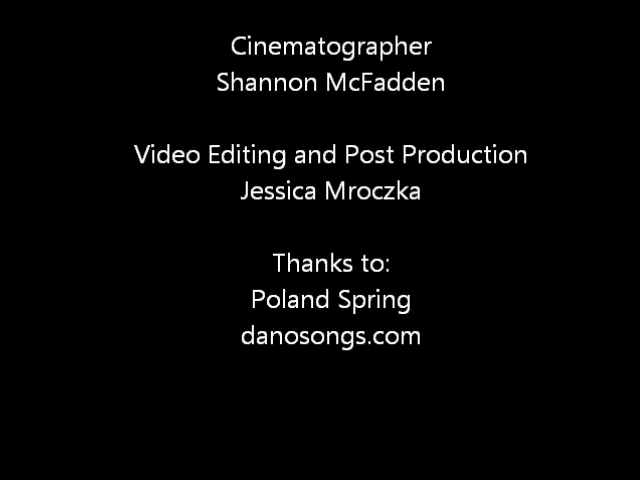 Cinematographer
Shannon McFadden
Video Editing and Post Production
Jessica Mroczka
Thanks to:
Poland Spring
danosongs.com